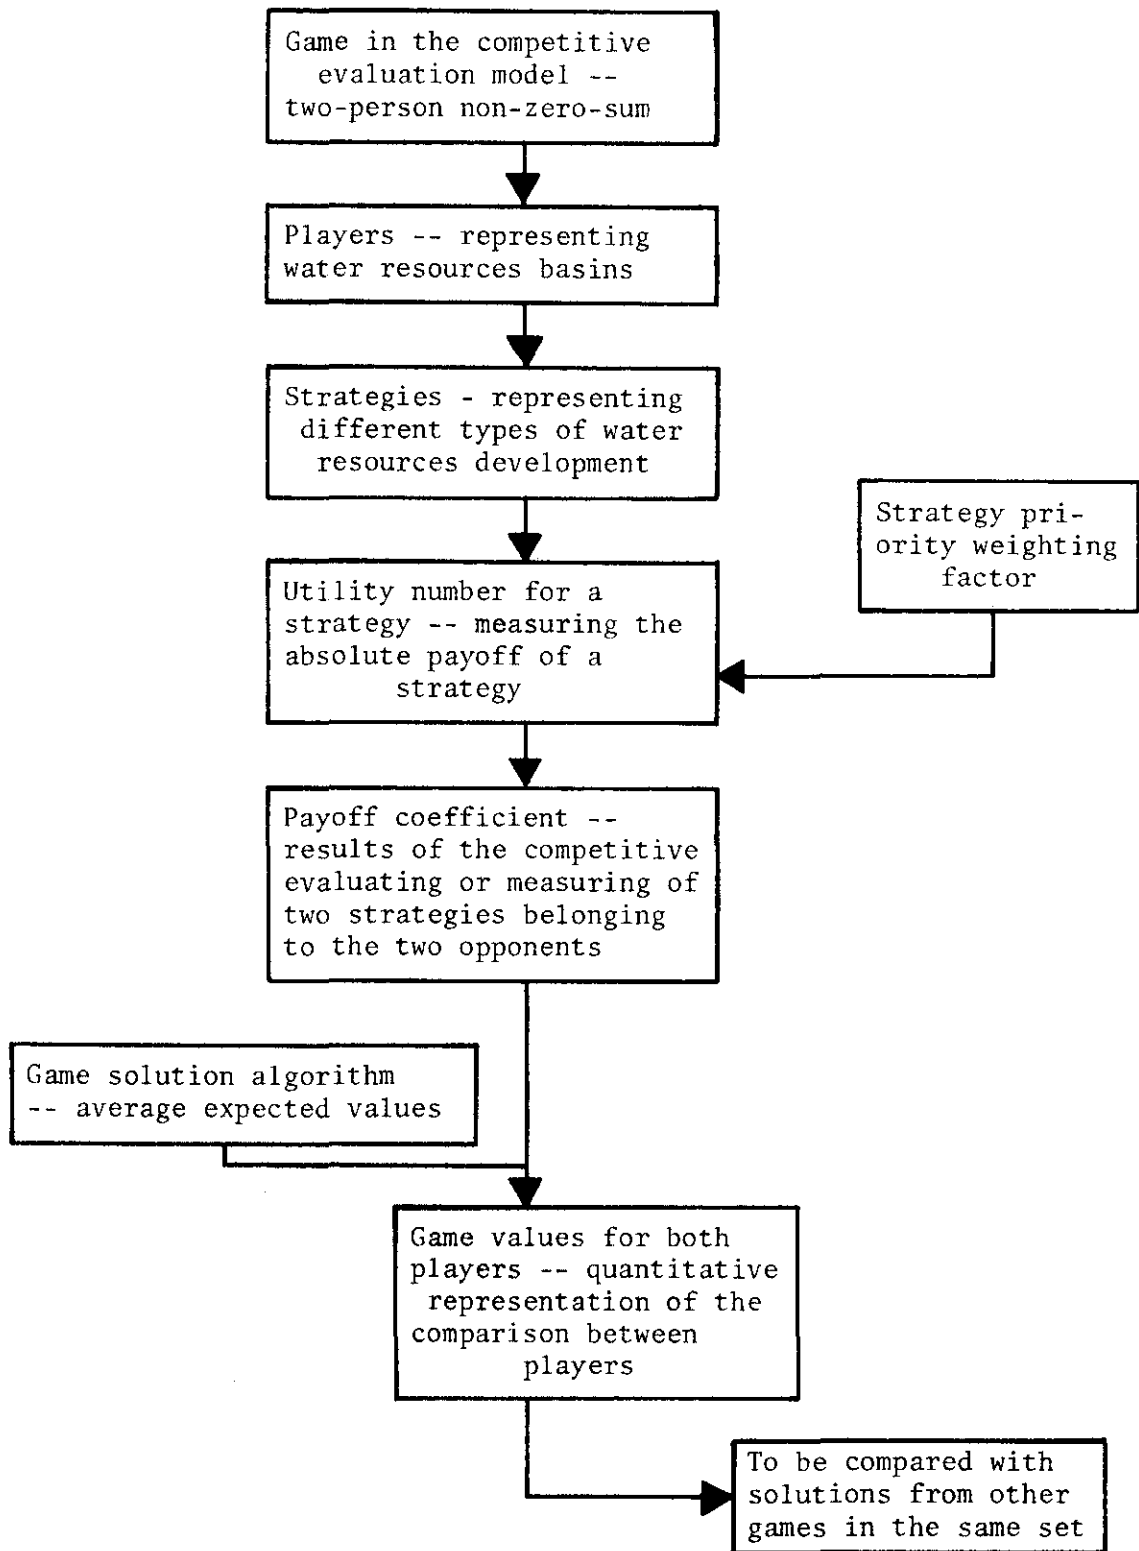 Game in the competitive
evaluation model --
two-person non-zero-sum
Players -- representing
water resources basins
Strategies - representing
different types of water
resources development
Strategy pri-
ority weighting
factor
Utility number for a
strategy -- measuring the
absolute payoff of a
strategy
Payoff coefficient --
results of the competitive
evaluating or measuring of
two strategies belonging
to the two opponents
Game solution algorithm
-- average expected values
Game values for both
players -- quantitative
representation of the
comparison between
players
To be compared with
solutions from other
games in the same set